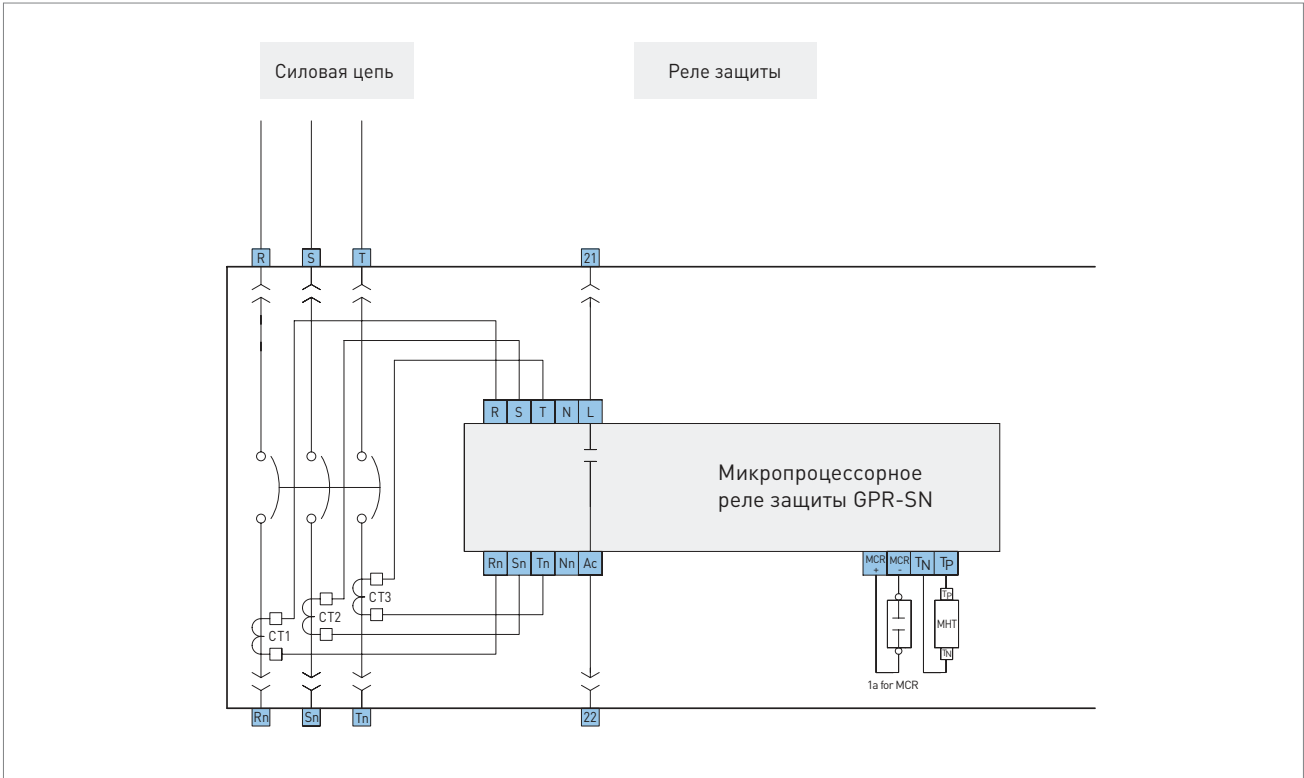 Силовая цепь
Реле защиты
R S T 21
R S T N L
Микропроцессорное
реле защиты GPR-SN
Rn Sn Tn Nn Ac
MCR + MCR - TN TP
CT3
CT2
CT1
TP
MHT
TN
1a for MCR
Rn Sn Tn 22